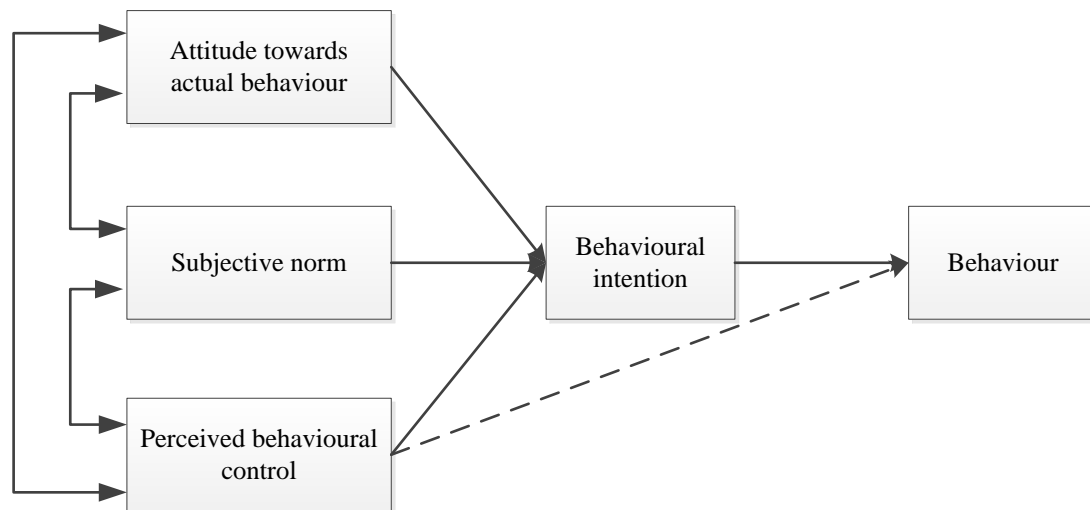 Attitude towards
actual behaviour
Subjective norm
Behavioural
intention
Behaviour
Perceived behavioural
control